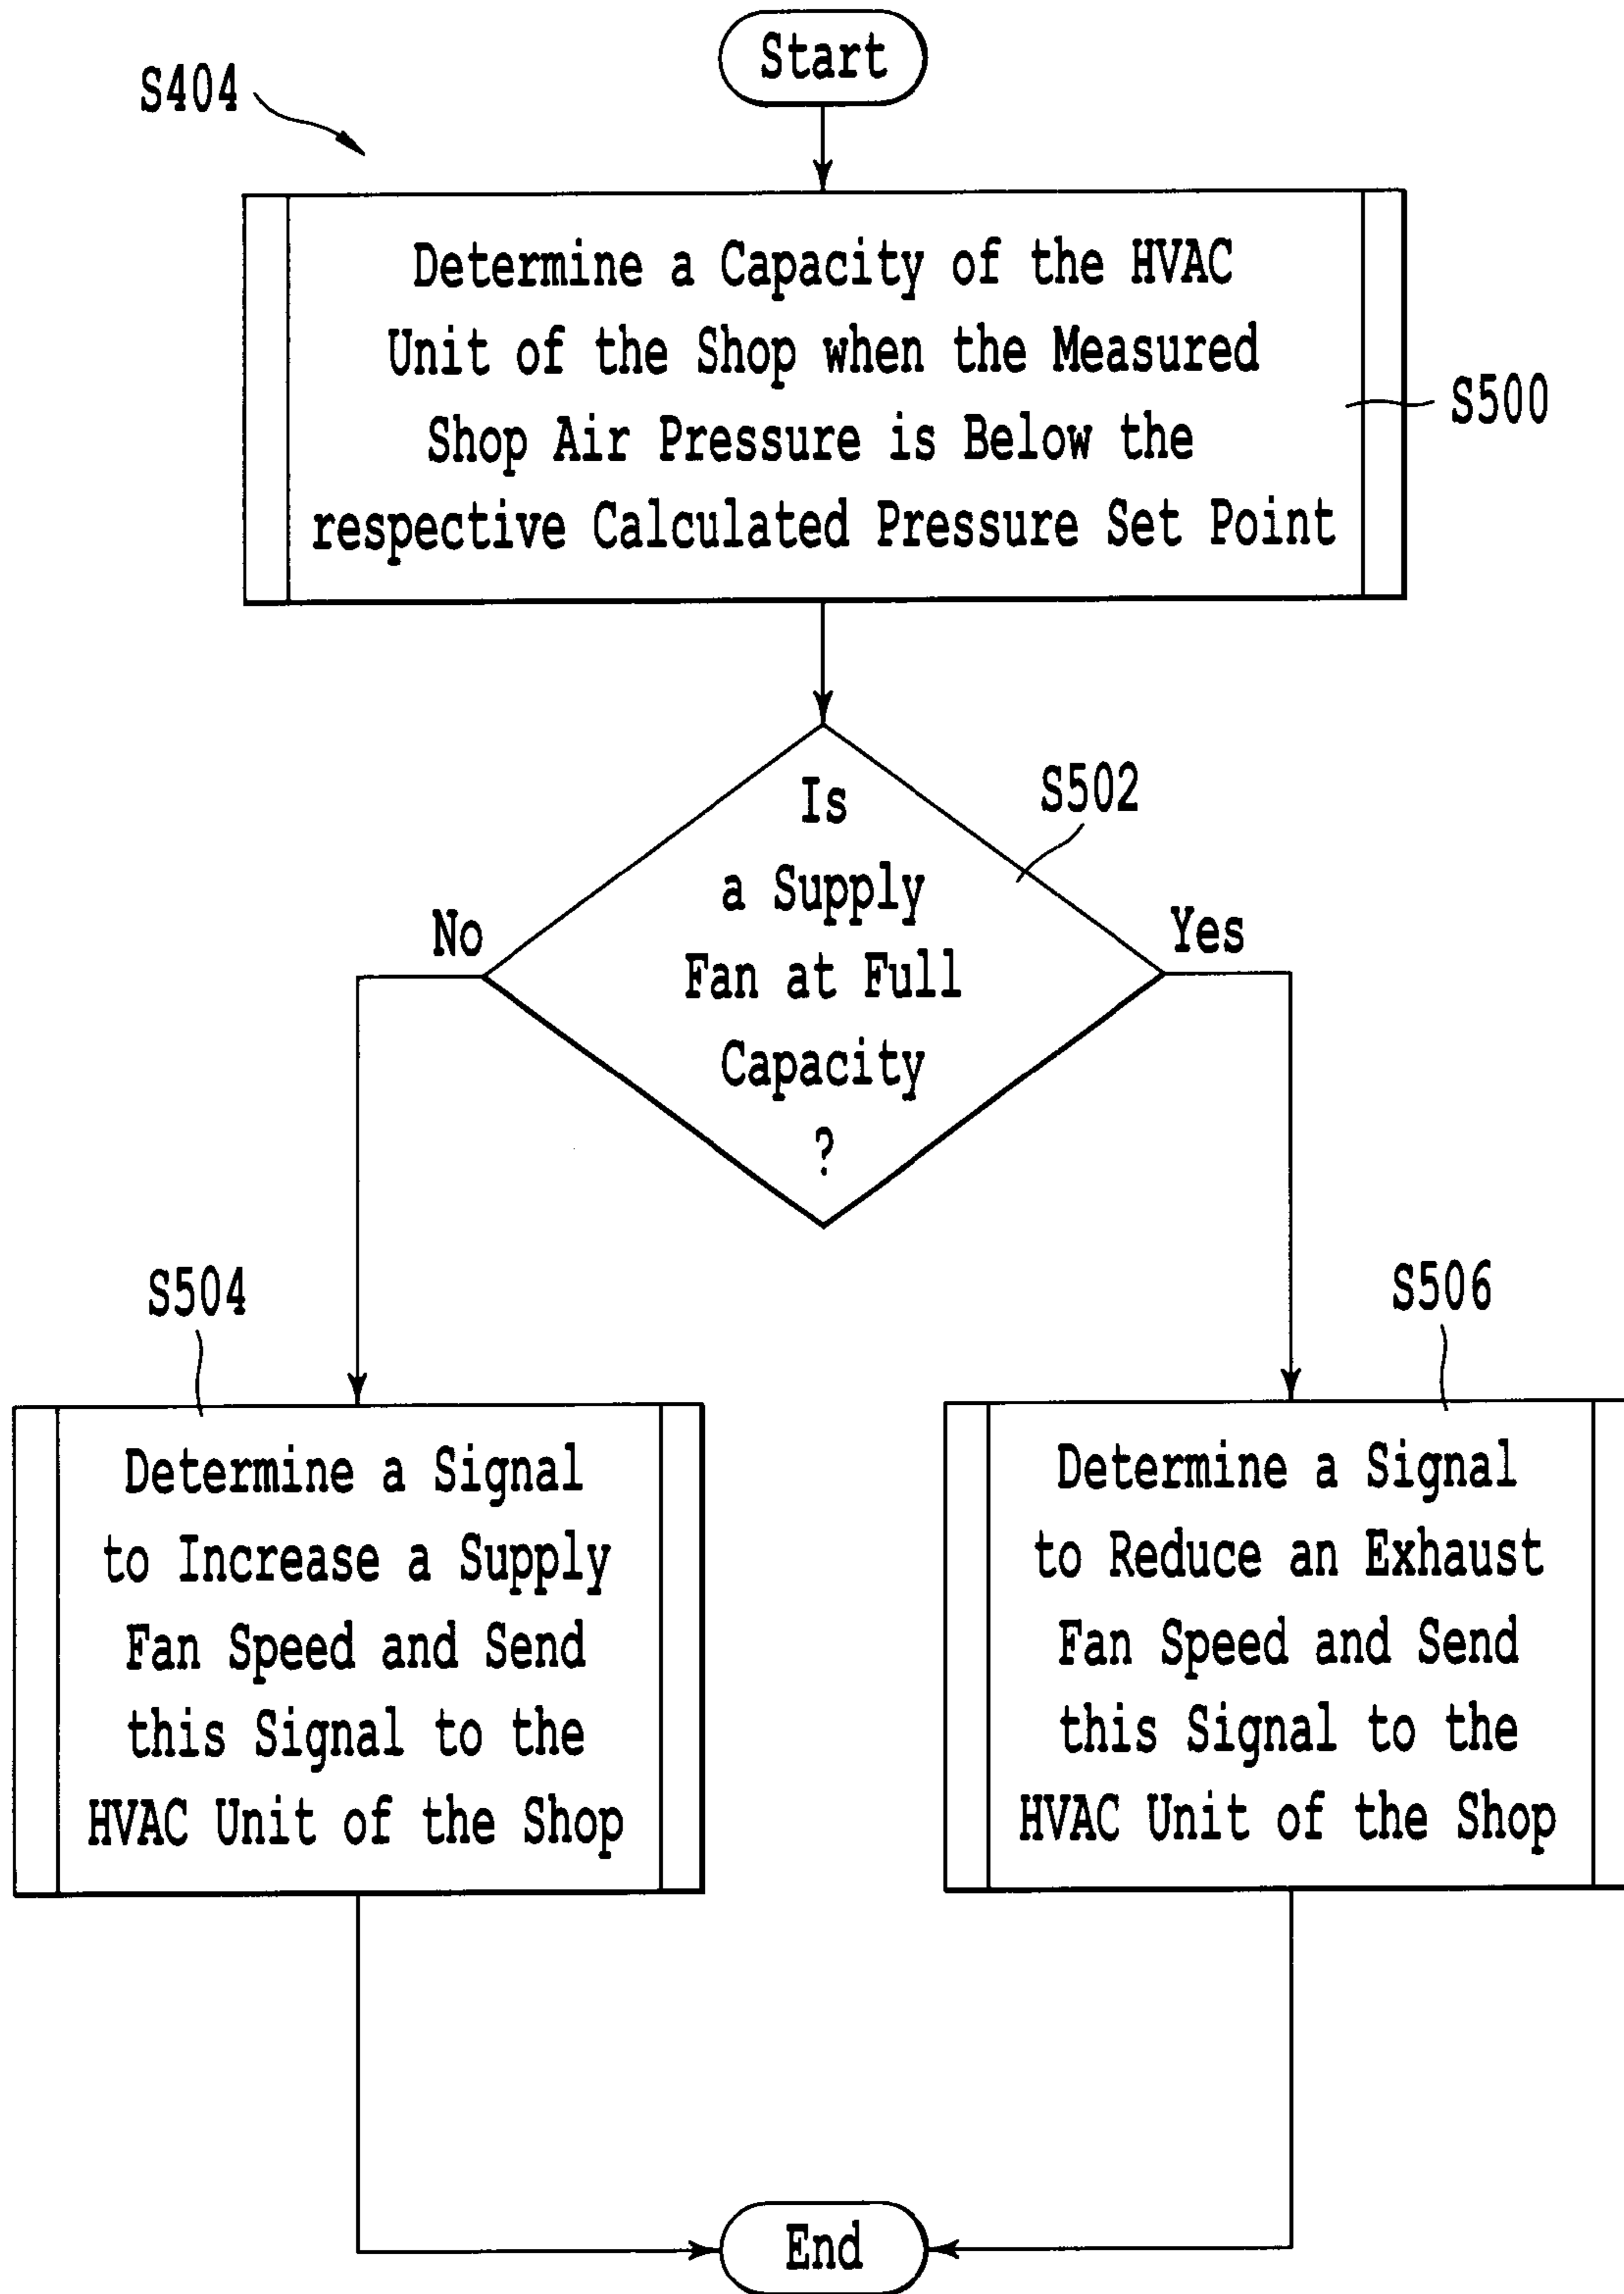 Start
S404
Determine a Capacity of the HVAC
Unit of the Shop when the Measured
Shop Air Pressure is Below the
respective Calculated Pressure Set Point
S500
Is
a Supply
Fan at Full
Capacity
?
S502
No
Yes
S504
Determine a Signal
to Increase a Supply
Fan Speed and Send
this Signal to the
HVAC Unit of the Shop
S506
Determine a Signal
to Reduce an Exhaust
Fan Speed and Send
this Signal to the
HVAC Unit of the Shop
End